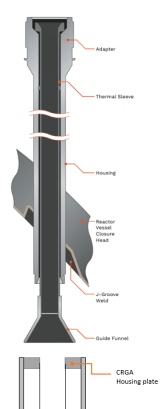 Adapter
Thermal Sleeve
Housing
Reactor
Vessel
Closure
Head
J-Groove
Weld
Guide Funnel
CRGA
Housing plate